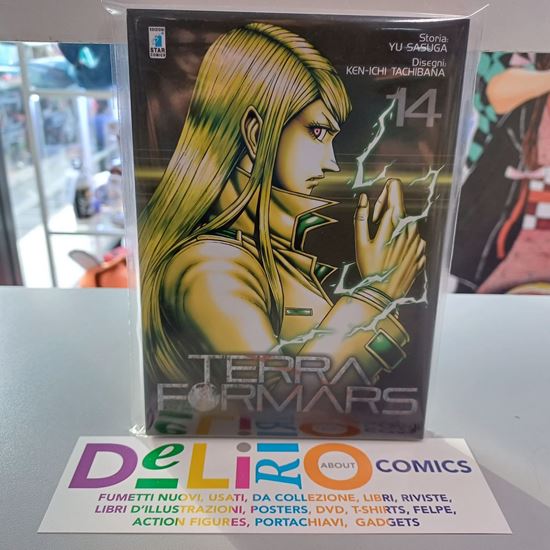 EDIZIONI
STAR
COMICS
Storia:
YU SASUGA
Disegni:
KEN-ICHI TACHIBANA
14
TERRA
FORMARS
DeLiRiO
ABOUT
COMICS
FUMETTI NUOVI, USATI, DA COLLEZIONE, LIBRI, RIVISTE,
LIBRI D'ILLUSTRAZIONI, POSTERS, DVD, T-SHIRTS, FELPE,
ACTION FIGURES, PORTACHIAVI, GADGETS